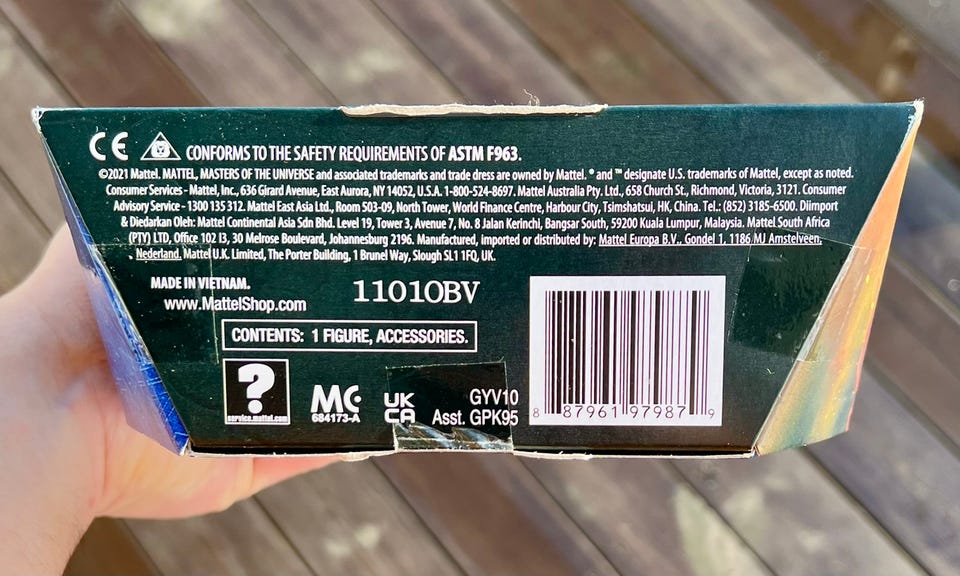 CE CONFORMS TO THE SAFETY REQUIREMENTS OF ASTM F963.
©2021 Mattel. MATTEL, MASTERS OF THE UNIVERSE and associated trademarks and trade dress are owned by Mattel. ® and ™ designate U.S. trademarks of Mattel, except as noted.
Consumer Services - Mattel, Inc., 636 Girard Avenue, East Aurora, NY 14052, U.S.A. 1-800-524-8697. Mattel Australia Pty. Ltd., 658 Church St., Richmond, Victoria, 3121. Consumer
Advisory Service - 1300 135 312. Mattel East Asia Ltd., Room 503-09, North Tower, World Finance Centre, Harbour City, Tsimshatsui, HK, China. Tel.: (852) 3185-6500. Diimport
& Diedarkan Oleh: Mattel Continental Asia Sdn Bhd. Level 19, Tower 3, Avenue 7, No. 8 Jalan Kerinchi, Bangsar South, 59200 Kuala Lumpur, Malaysia. Mattel South Africa
(PTY) LTD, Office 102 I3, 30 Melrose Boulevard, Johannesburg 2196. Manufactured, imported or distributed by: Mattel Europa B.V., Gondel 1, 1186 MJ Amstelveen,
Nederland. Mattel U.K. Limited, The Porter Building, 1 Brunel Way, Slough SL1 1FQ, UK.
MADE IN VIETNAM.
www.MattelShop.com
11010BV
CONTENTS: 1 FIGURE, ACCESSORIES.
?
service.mattel.com
MC
684173-A
UK
CA
GYV10
Asst. GPK95
8 87961 97987 9